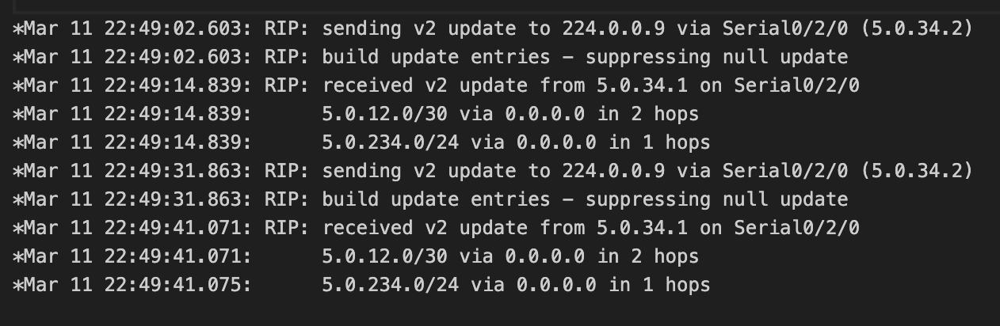 *Mar 11 22:49:02.603: RIP: sending v2 update to 224.0.0.9 via Serial0/2/0 (5.0.34.2)
*Mar 11 22:49:02.603: RIP: build update entries – suppressing null update
*Mar 11 22:49:14.839: RIP: received v2 update from 5.0.34.1 on Serial0/2/0
*Mar 11 22:49:14.839:      5.0.12.0/30 via 0.0.0.0 in 2 hops
*Mar 11 22:49:14.839:      5.0.234.0/24 via 0.0.0.0 in 1 hops
*Mar 11 22:49:31.863: RIP: sending v2 update to 224.0.0.9 via Serial0/2/0 (5.0.34.2)
*Mar 11 22:49:31.863: RIP: build update entries – suppressing null update
*Mar 11 22:49:41.071: RIP: received v2 update from 5.0.34.1 on Serial0/2/0
*Mar 11 22:49:41.071:      5.0.12.0/30 via 0.0.0.0 in 2 hops
*Mar 11 22:49:41.075:      5.0.234.0/24 via 0.0.0.0 in 1 hops